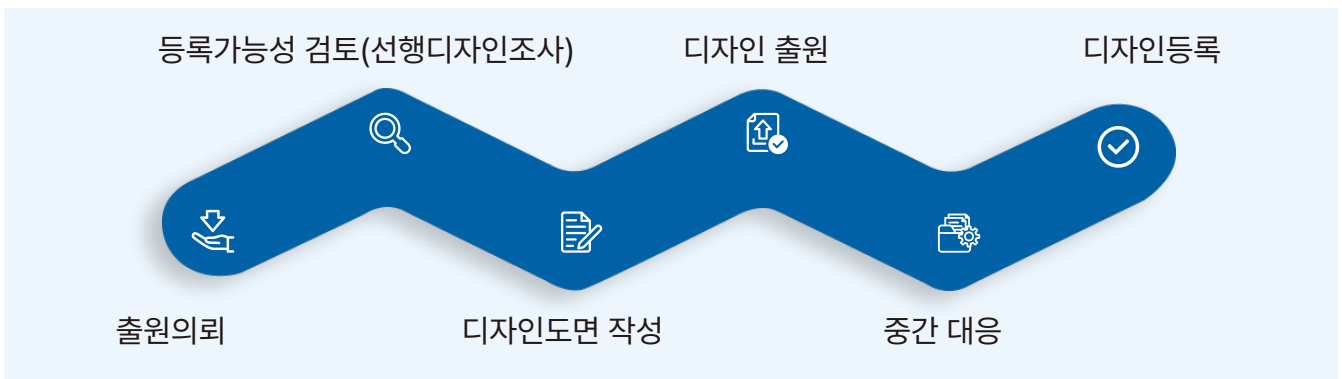 등록가능성 검토(선행디자인조사)
디자인 출원
디자인등록
출원의뢰
디자인도면 작성
중간 대응